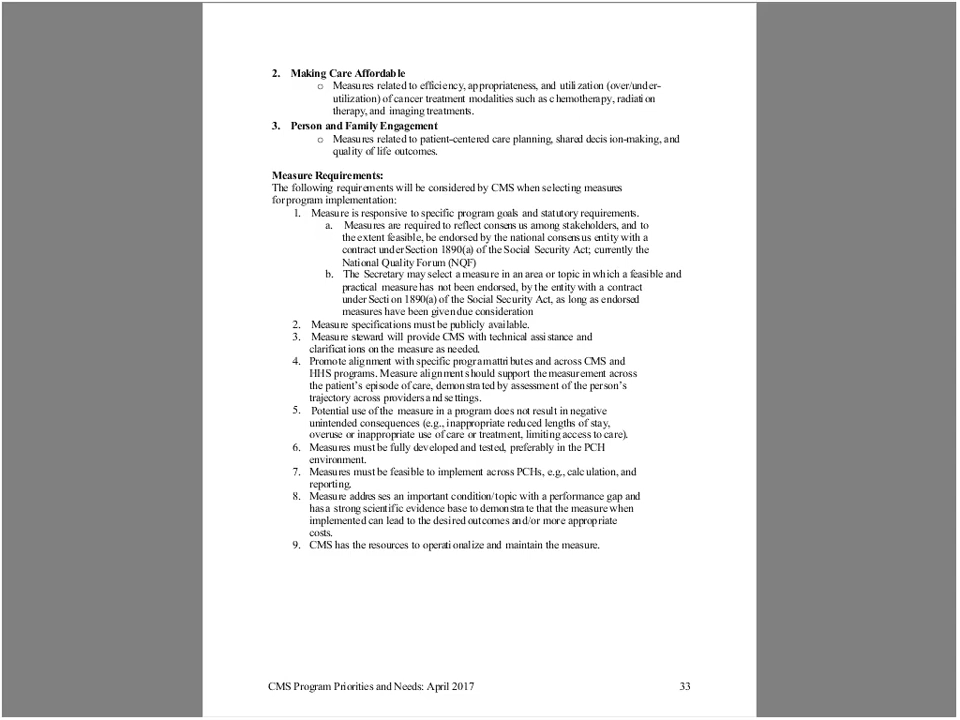 2. Making Care Affordable
o Measures related to efficiency, appropriateness, and utilization (over/under-
utilization) of cancer treatment modalities such as chemotherapy, radiation
therapy, and imaging treatments.
3. Person and Family Engagement
o Measures related to patient-centered care planning, shared decision-making, and
quality of life outcomes.
Measure Requirements:
The following requirements will be considered by CMS when selecting measures
for program implementation:
1. Measure is responsive to specific program goals and statutory requirements.
a. Measures are required to reflect consensus among stakeholders, and to
the extent feasible, be endorsed by the national consensus entity with a
contract under Section 1890(a) of the Social Security Act; currently the
National Quality Forum (NQF)
b. The Secretary may select a measure in an area or topic in which a feasible and
practical measure has not been endorsed, by the entity with a contract
under Section 1890(a) of the Social Security Act, as long as endorsed
measures have been given due consideration
2. Measure specifications must be publicly available.
3. Measure steward will provide CMS with technical assistance and
clarifications on the measure as needed.
4. Promote alignment with specific program attributes and across CMS and
HHS programs. Measure alignment should support the measurement across
the patient's episode of care, demonstrated by assessment of the person's
trajectory across providers and settings.
5. Potential use of the measure in a program does not result in negative
unintended consequences (e.g., inappropriate reduced lengths of stay,
overuse or inappropriate use of care or treatment, limiting access to care).
6. Measures must be fully developed and tested, preferably in the PCH
environment.
7. Measures must be feasible to implement across PCHs, e.g., calculation, and
reporting.
8. Measure addresses an important condition/topic with a performance gap and
has a strong scientific evidence base to demonstrate that the measure when
implemented can lead to the desired outcomes and/or more appropriate
costs.
9. CMS has the resources to operationalize and maintain the measure.
CMS Program Priorities and Needs: April 2017 33